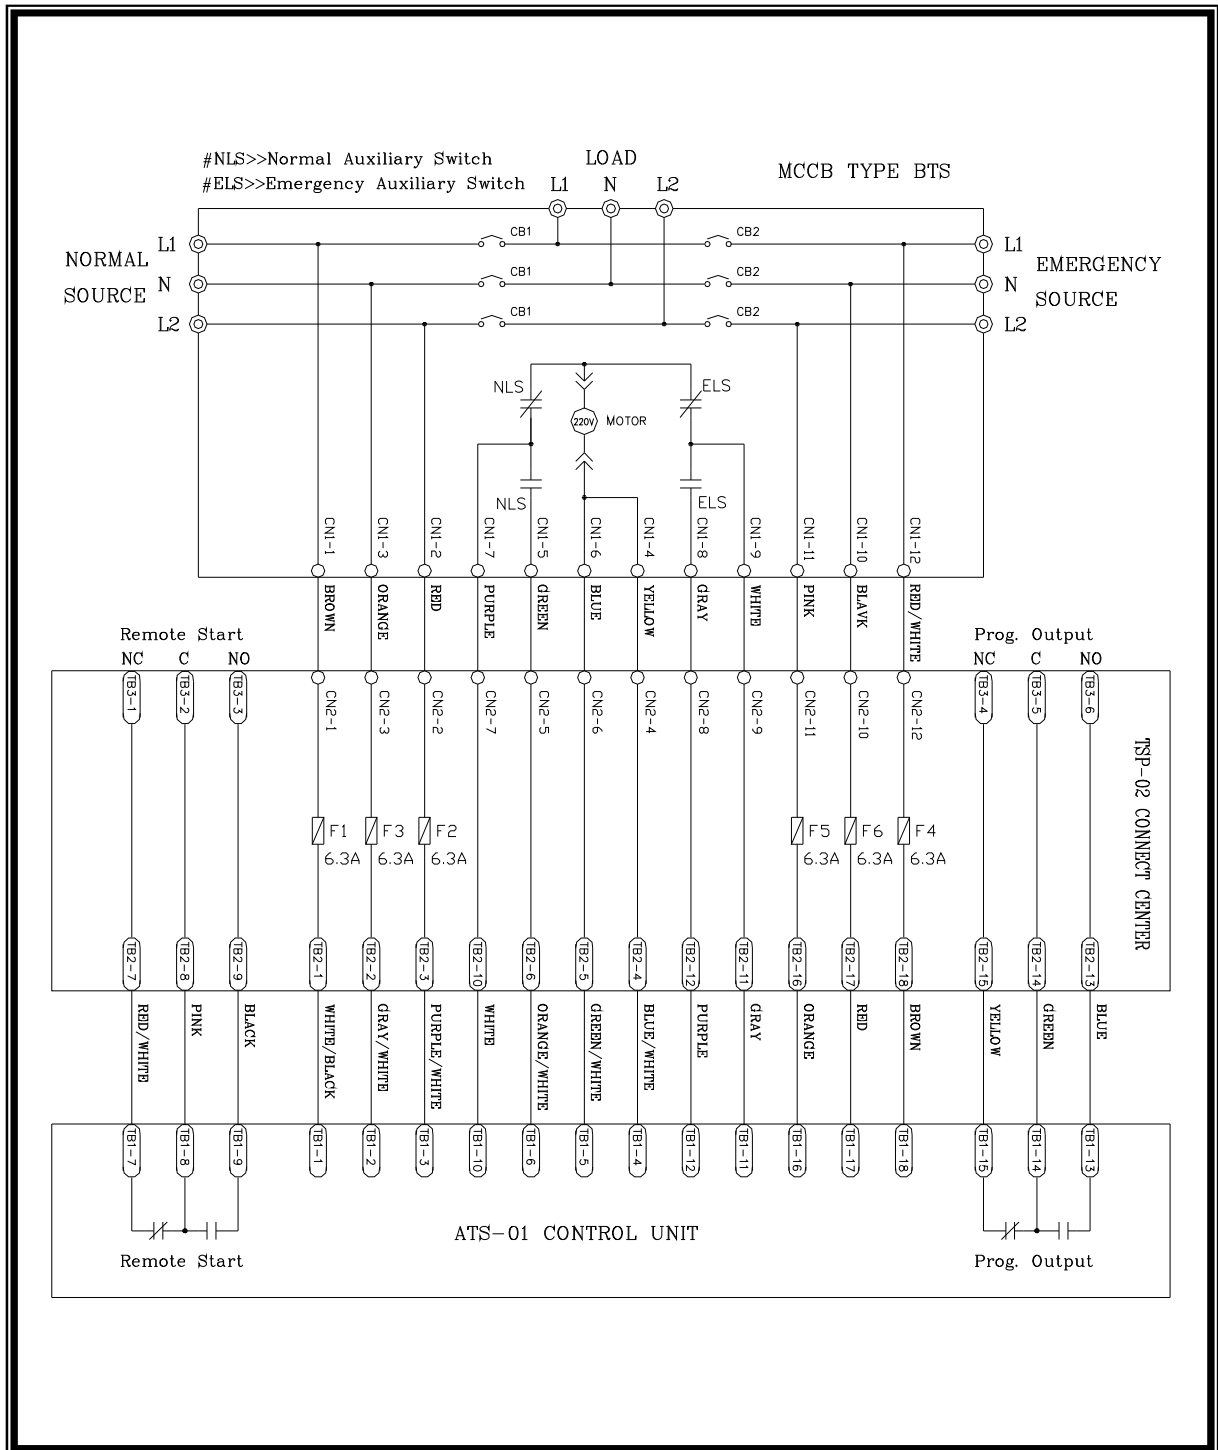 #NLS>>Normal Auxiliary Switch
#ELS>>Emergency Auxiliary Switch
LOAD
L1 N L2
MCCB TYPE BTS
NORMAL
SOURCE
L1
N
L2
CB1
CB2
CB1
CB2
CB1
CB2
L1
N
L2
EMERGENCY
SOURCE
NLS
ELS
220V
MOTOR
NLS
ELS
CN1-1
CN1-3
CN1-2
CN1-7
CN1-5
CN1-6
CN1-4
CN1-8
CN1-9
CN1-11
CN1-10
CN1-12
BROWN
ORANGE
RED
PURPLE
GREEN
BLUE
YELLOW
GRAY
WHITE
PINK
BLAVK
RED/WHITE
Remote Start
NC C NO
Prog. Output
NC C NO
TB3-1
TB3-2
TB3-3
CN2-1
CN2-3
CN2-2
CN2-7
CN2-5
CN2-6
CN2-4
CN2-8
CN2-9
CN2-11
CN2-10
CN2-12
TB3-4
TB3-5
TB3-6
TSP-02 CONNECT CENTER
F1
6.3A
F3
6.3A
F2
6.3A
F5
6.3A
F6
6.3A
F4
6.3A
TB2-7
TB2-8
TB2-9
TB2-1
TB2-2
TB2-3
TB2-10
TB2-6
TB2-5
TB2-4
TB2-12
TB2-11
TB2-16
TB2-17
TB2-18
TB2-15
TB2-14
TB2-13
RED/WHITE
PINK
BLACK
WHITE/BLACK
GRAY/WHITE
PURPLE/WHITE
WHITE
ORANGE/WHITE
GREEN/WHITE
BLUE/WHITE
PURPLE
GRAY
ORANGE
RED
BROWN
YELLOW
GREEN
BLUE
TB1-7
TB1-8
TB1-9
TB1-1
TB1-2
TB1-3
TB1-10
TB1-6
TB1-5
TB1-4
TB1-12
TB1-11
TB1-16
TB1-17
TB1-18
TB1-15
TB1-14
TB1-13
ATS-01 CONTROL UNIT
Remote Start
Prog. Output